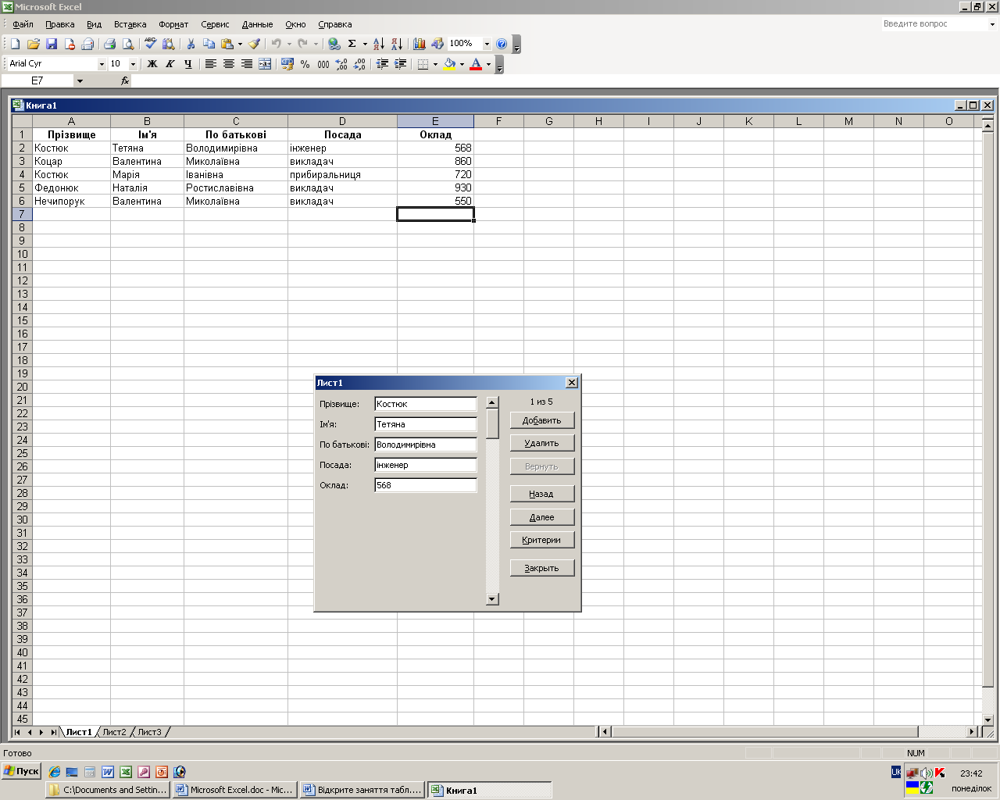 Microsoft Excel
Файл Правка Вид Вставка Формат Сервис Данные Окно Справка Введите вопрос
100%
Arial Cyr 10 Ж К Ч % 000
E7 fx
Книга1
A B C D E F G H I J K L M N O
1 Прізвище Ім'я По батькові Посада Оклад
2 Костюк Тетяна Володимирівна інженер 568
3 Коцар Валентина Миколаївна викладач 860
4 Костюк Марія Іванівна прибиральниця 720
5 Федонюк Наталія Ростиславівна викладач 930
6 Нечипорук Валентина Миколаївна викладач 550
7
8
9
10
11
12
13
14
15
16
17
18
19
20
21
22
23
24
25
26
27
28
29
30
31
32
33
34
35
36
37
38
39
40
41
42
43
44
45
Лист1
Прізвище: Костюк 1 из 5
Ім'я: Тетяна Добавить
По батькові: Володимирівна Удалить
Посада: інженер Вернуть
Оклад: 568 Назад
Далее
Критерии
Закрыть
Лист1 Лист2 Лист3
Готово NUM
Пуск UK 23:42
C:\Documents and Settin... Microsoft Excel.doc - Mic... Відкрите заняття табл.... Книга1 понеділок